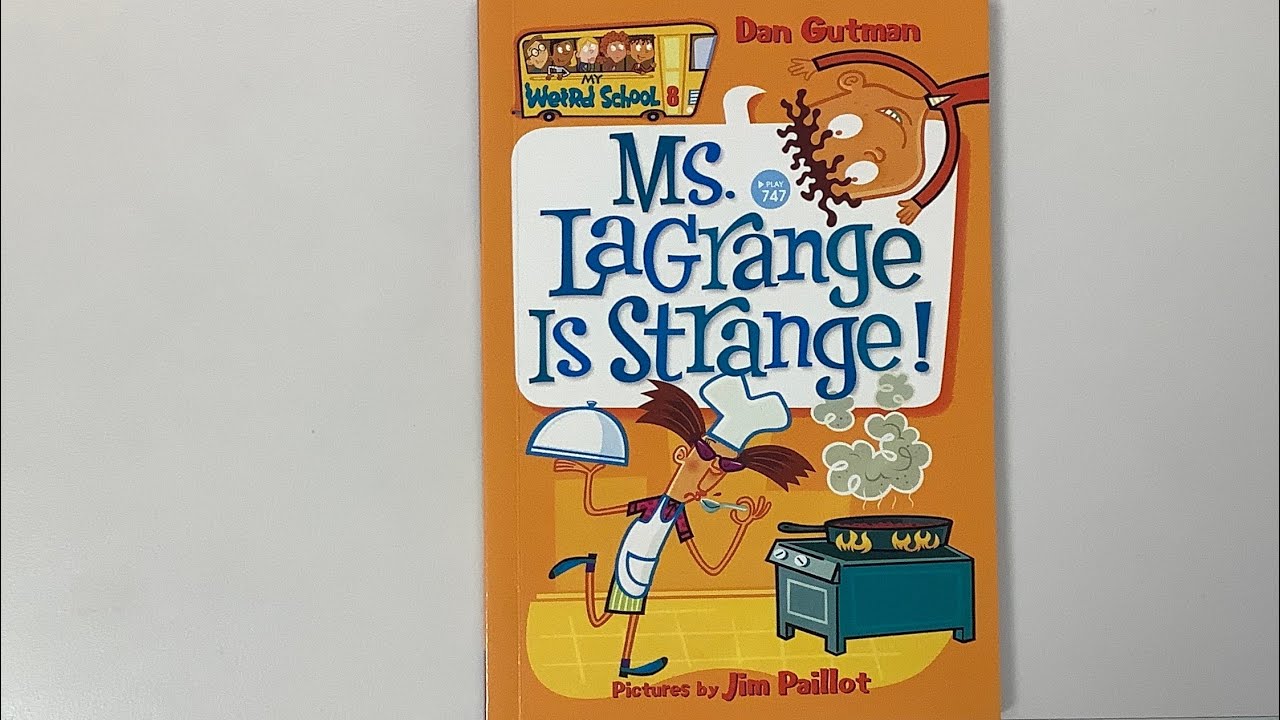 Dan Gutman
MY
WeiRd School 8
Ms.
PLAY
747
LaGrange
Is Strange!
Pictures by Jim Paillot